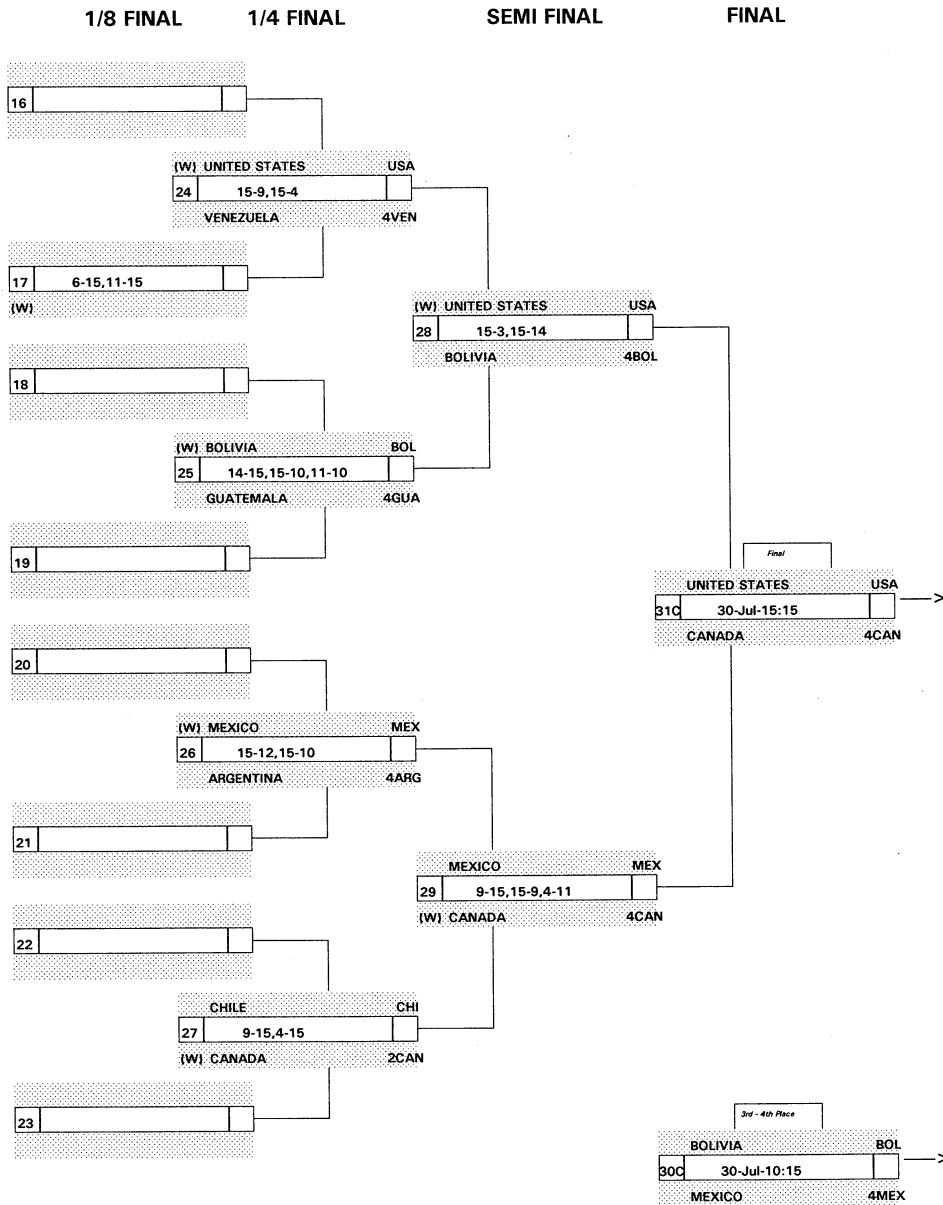 1/8 FINAL 1/4 FINAL SEMI FINAL FINAL
16
(W) UNITED STATES USA
24 15-9,15-4
VENEZUELA 4VEN
17 6-15,11-15
(W)
(W) UNITED STATES USA
28 15-3,15-14
BOLIVIA 4BOL
18
(W) BOLIVIA BOL
25 14-15,15-10,11-10
GUATEMALA 4GUA
19
Final
UNITED STATES USA
31C 30-Jul-15:15
CANADA 4CAN
20
(W) MEXICO MEX
26 15-12,15-10
ARGENTINA 4ARG
21
MEXICO MEX
29 9-15,15-9,4-11
(W) CANADA 4CAN
22
CHILE CHI
27 9-15,4-15
(W) CANADA 2CAN
23
3rd - 4th Place
BOLIVIA BOL
30C 30-Jul-10:15
MEXICO 4MEX